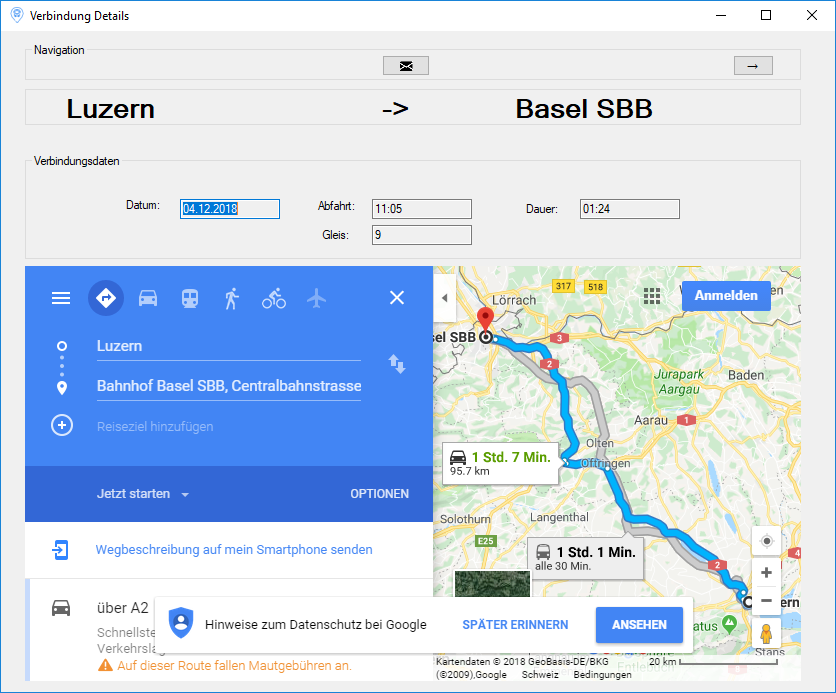 Verbindung Details
Navigation
→
Luzern -> Basel SBB
Verbindungsdaten
Datum: 04.12.2018 Abfahrt: 11:05 Dauer: 01:24
Gleis: 9
Luzern
Bahnhof Basel SBB, Centralbahnstrasse
Reiseziel hinzufügen
Jetzt starten OPTIONEN
Wegbeschreibung auf mein Smartphone senden
über A2
Schnellste
Verkehrslag
Auf dieser Route fallen Mautgebühren an.
Hinweise zum Datenschutz bei Google SPÄTER ERINNERN ANSEHEN
317 518
Anmelden
Lörrach
sel SBB
3
2
Jurapark
Aargau
Baden
Aarau
1
Olten
1 Std. 7 Min.
95.7 km
Oftringen
Solothurn
Langenthal
E25
1 Std. 1 Min.
alle 30 Min.
2
4
ern
atus
Stans
Kartendaten © 2018 GeoBasis-DE/BKG 20 km
(©2009),Google Schweiz Bedingungen